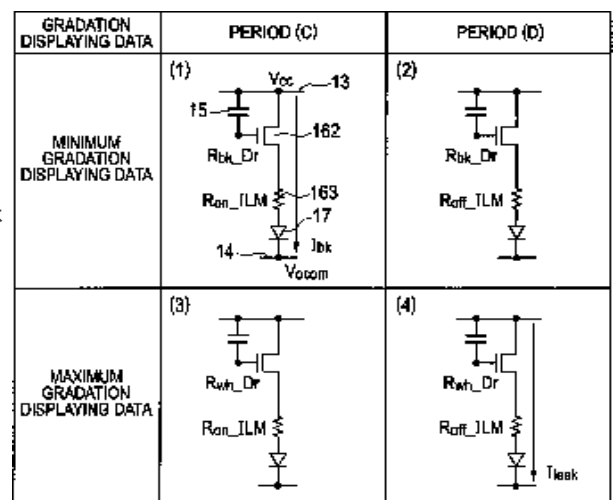 GRADATION
DISPLAYING DATA
PERIOD (C)
PERIOD (D)
MINIMUM
GRADATION
DISPLAYING DATA
(1)
Vcc
13
15
162
Rbk_Dr
163
Ron_ILM
17
14
Ibk
Vocom
(2)
Rbk_Dr
Roff_ILM
MAXIMUM
GRADATION
DISPLAYING DATA
(3)
Rwh_Dr
Ron_ILM
(4)
Rwh_Dr
Roff_ILM
Ileak